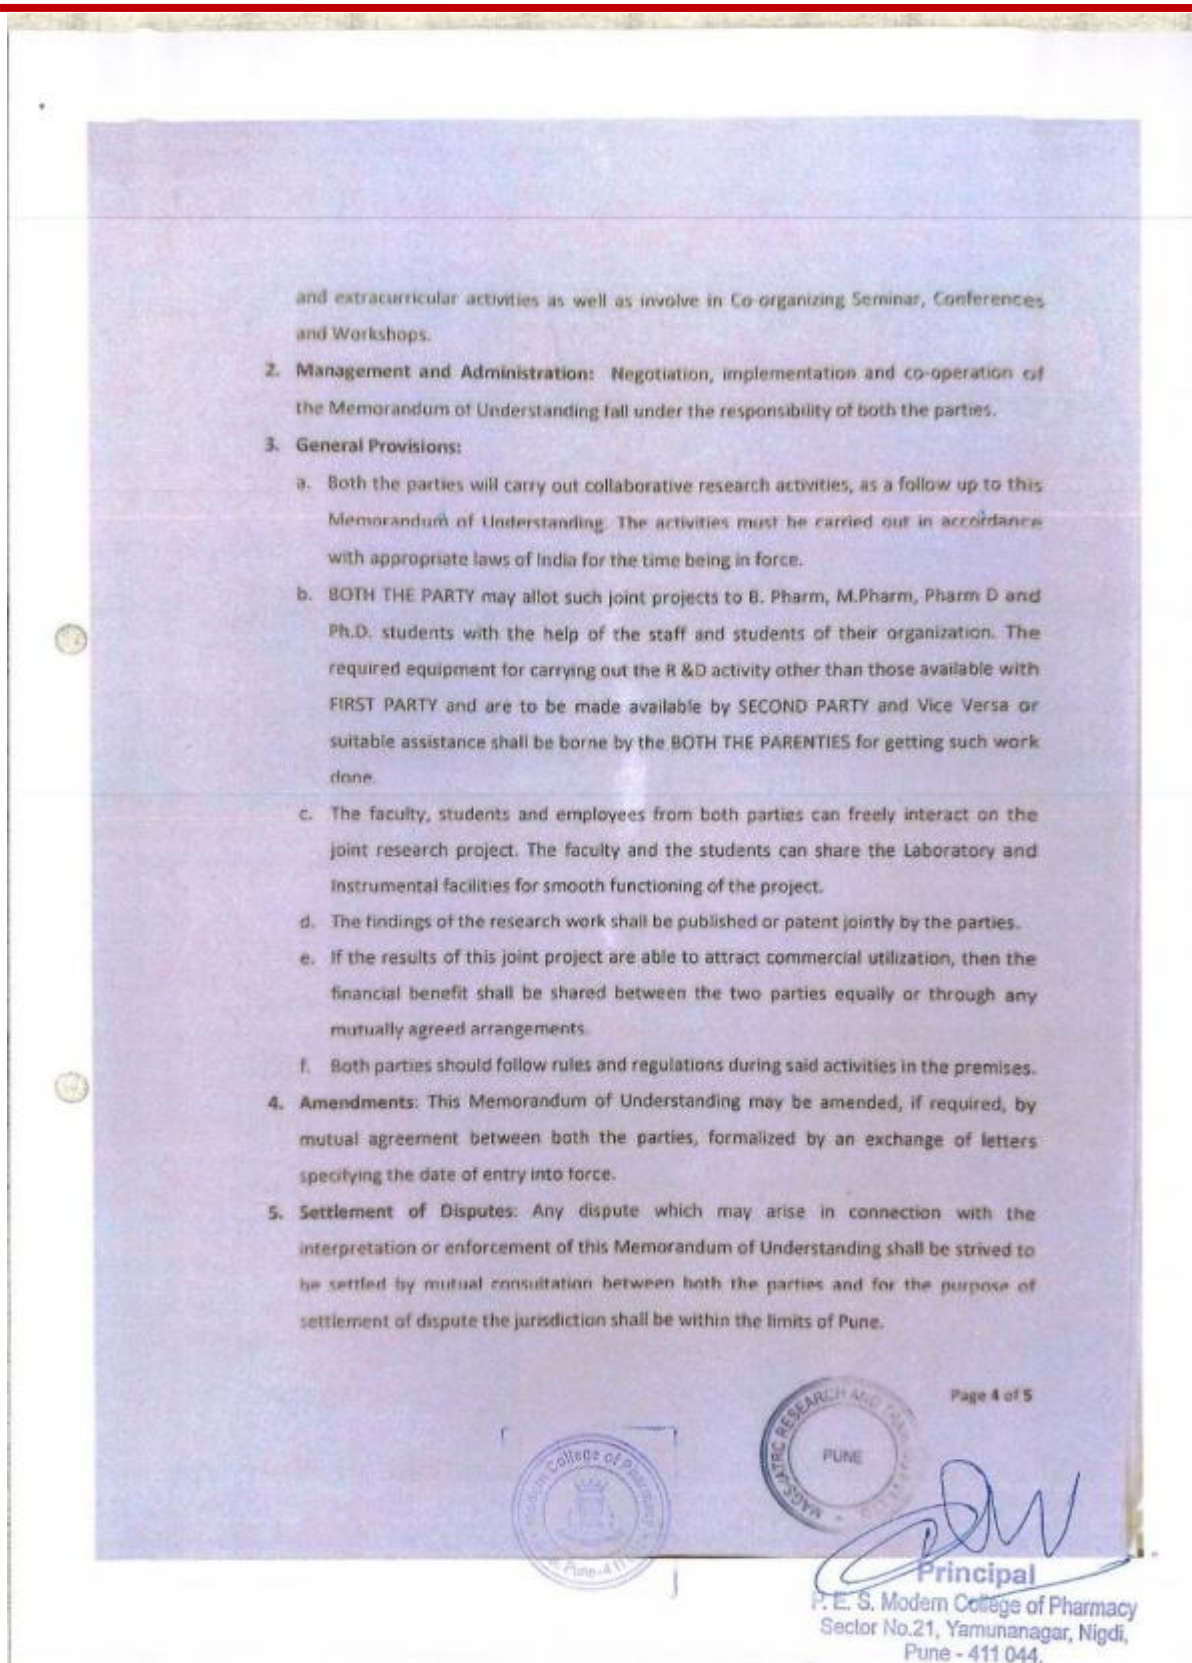 and extracurricular activities as well as involve in Co organizing Seminar, Conferences
and Workshops.
2. Management and Administration: Negotiation, implementation and co-operation of
the Memorandum of Understanding fall under the responsibility of both the parties.
3. General Provisions:
a. Both the parties will carry out collaborative research activities, as a follow up to this
Memorandum of Understanding. The activities must be carried out in accordance
with appropriate laws of India for the time being in force.
b. BOTH THE PARTY may allot such joint projects to B. Pharm, M.Pharm, Pharm D and
Ph.D. students with the help of the staff and students of their organization. The
required equipment for carrying out the R &D activity other than those available with
FIRST PARTY and are to be made available by SECOND PARTY and Vice Versa or
suitable assistance shall be borne by the BOTH THE PARENTIES for getting such work
done.
c. The faculty, students and employees from both parties can freely interact on the
joint research project. The faculty and the students can share the Laboratory and
Instrumental facilities for smooth functioning of the project.
d. The findings of the research work shall be published or patent jointly by the parties.
e. If the results of this joint project are able to attract commercial utilization, then the
financial benefit shall be shared between the two parties equally or through any
mutually agreed arrangements.
f. Both parties should follow rules and regulations during said activities in the premises.
4. Amendments: This Memorandum of Understanding may be amended, if required, by
mutual agreement between both the parties, formalized by an exchange of letters
specifying the date of entry into force.
5. Settlement of Disputes: Any dispute which may arise in connection with the
interpretation or enforcement of this Memorandum of Understanding shall be strived to
be settled by mutual consultation between both the parties and for the purpose of
settlement of dispute the jurisdiction shall be within the limits of Pune.
Page 4 of 5
RESEARCH AND
PUNE
College of
Pune-411
Principal
P. E. S. Modern College of Pharmacy
Sector No.21, Yamunanagar, Nigdi,
Pune - 411 044.